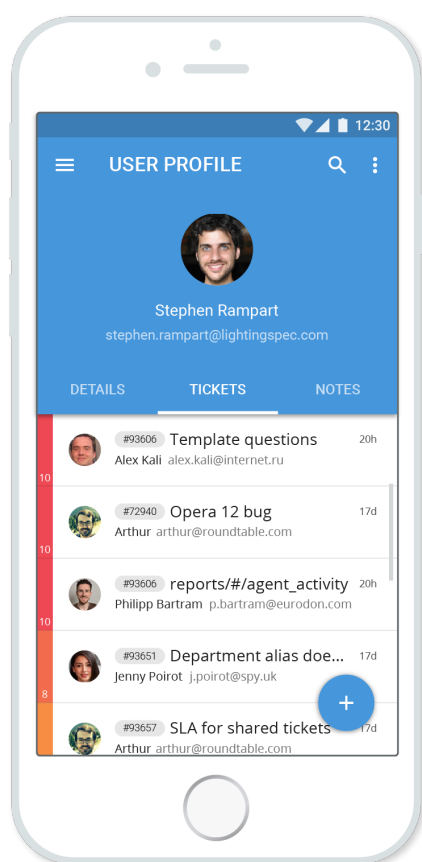 12:30
USER PROFILE
Stephen Rampart
stephen.rampart@lightingspec.com
DETAILS TICKETS NOTES
#93606 Template questions 20h
Alex Kali alex.kali@internet.ru
10
#72940 Opera 12 bug 17d
Arthur arthur@roundtable.com
10
#93606 reports/#/agent_activity 20h
Philipp Bartram p.bartram@eurodon.com
10
#93651 Department alias doe... 17d
Jenny Poirot j.poirot@spy.uk
8
+
#93657 SLA for shared tickets 17d
Arthur arthur@roundtable.com